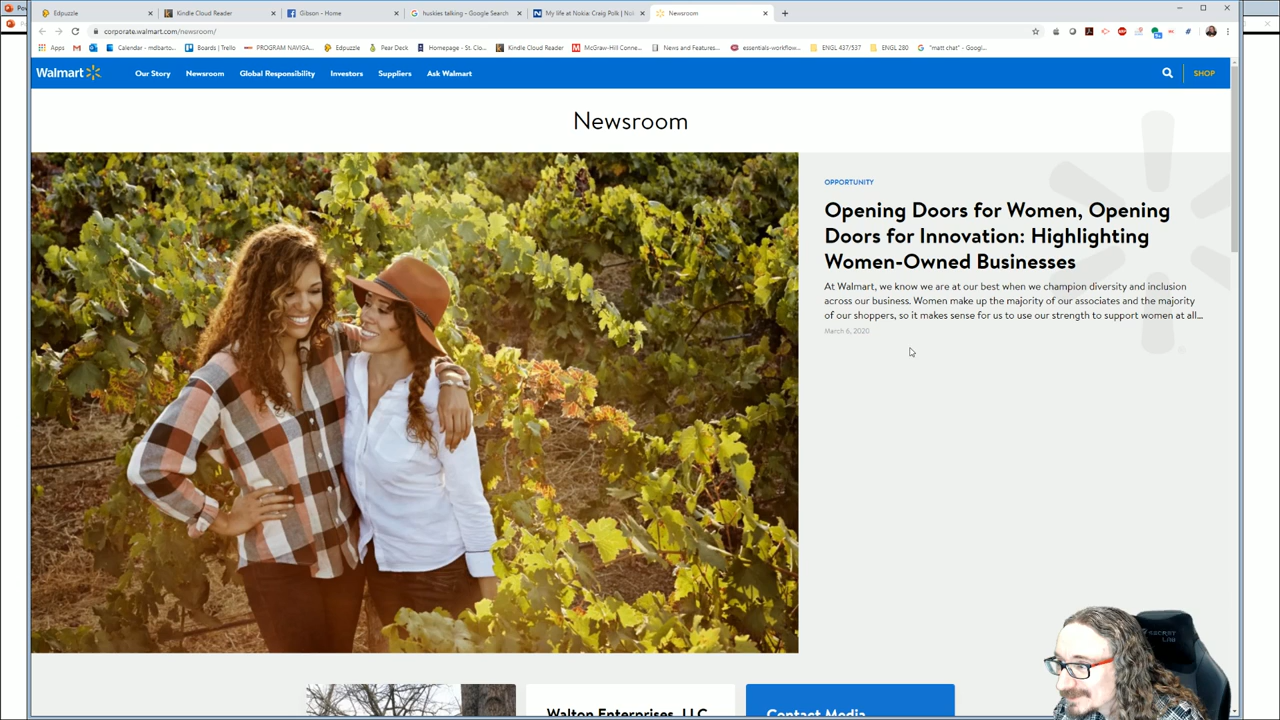 Pow
Edpuzzle
Kindle Cloud Reader
Gibson - Home
huskies talking - Google Search
My life at Nokia: Craig Polk | No
Newsroom
corporate.walmart.com/newsroom/
Apps
Calendar - mdbarto...
Boards | Trello
PROGRAM NAVIGA...
Edpuzzle
Pear Deck
Homepage - St. Clo...
Kindle Cloud Reader
McGraw-Hill Conne...
News and Features...
essentials-workflow...
ENGL 437/537
ENGL 280
"matt chat" - Googl...
Walmart
Our Story
Newsroom
Global Responsibility
Investors
Suppliers
Ask Walmart
SHOP
Newsroom
OPPORTUNITY
Opening Doors for Women, Opening
Doors for Innovation: Highlighting
Women-Owned Businesses
At Walmart, we know we are at our best when we champion diversity and inclusion
across our business. Women make up the majority of our associates and the majority
of our shoppers, so it makes sense for us to use our strength to support women at all...
March 6, 2020
SECRET
LAB
Walton Enterprises, LLC
Contact Media